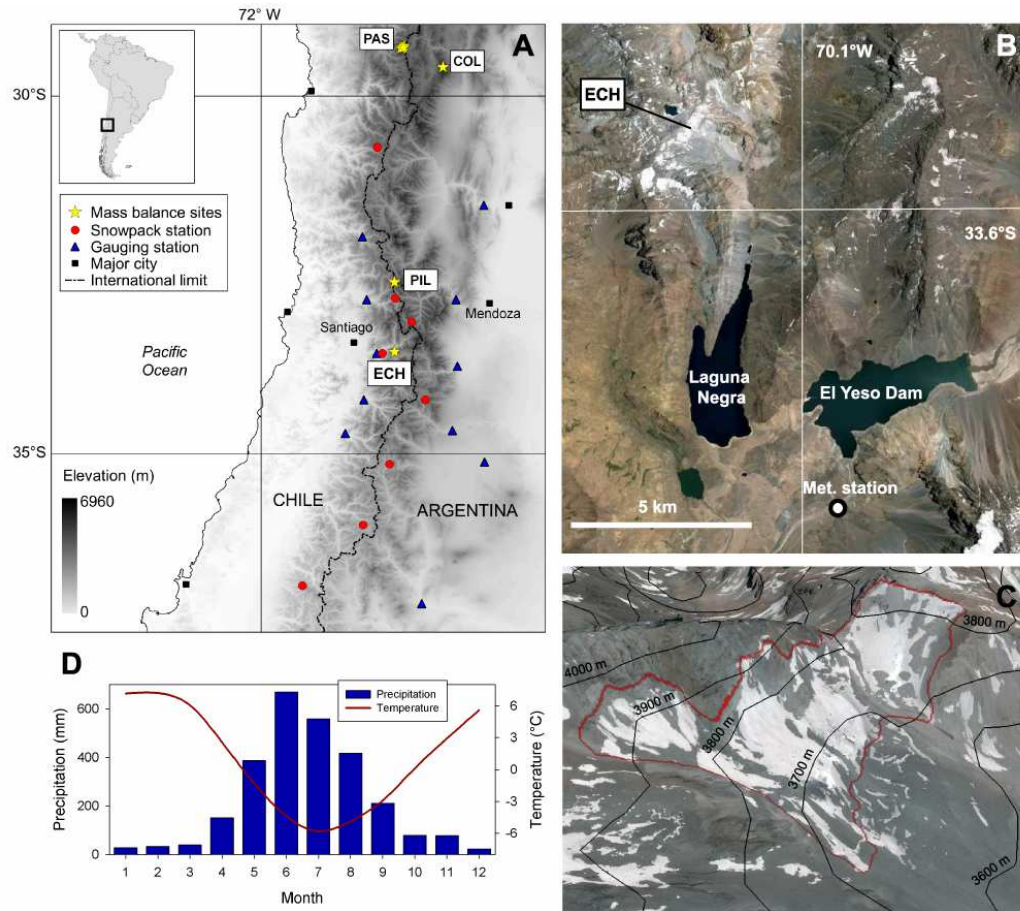 72° W
A
PAS
COL
30°S
Mass balance sites
Snowpack station
Gauging station
Major city
International limit
PIL
Santiago
Mendoza
Pacific
Ocean
ECH
35°S
Elevation (m)
6960
0
CHILE
ARGENTINA
B
70.1°W
ECH
33.6°S
Laguna
Negra
El Yeso Dam
Met. station
5 km
C
3800 m
4000 m
3900 m
3800 m
3700 m
3600 m
D
Precipitation
Temperature
Precipitation (mm)
600
400
200
0
Temperature (°C)
6
3
0
-3
-6
1 2 3 4 5 6 7 8 9 10 11 12
Month